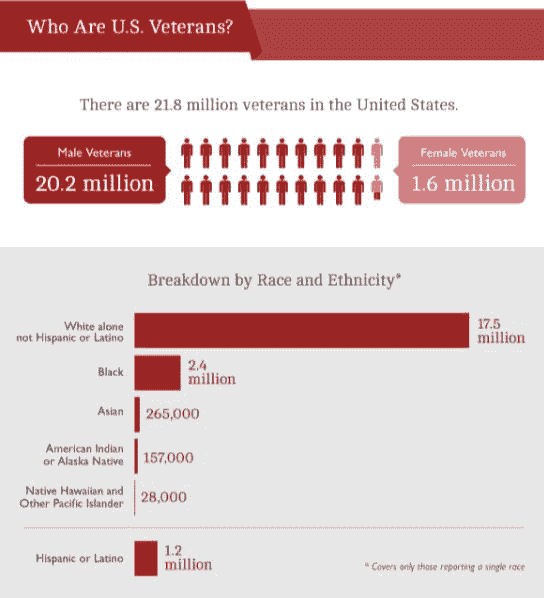 Who Are U.S. Veterans?
There are 21.8 million veterans in the United States.
Male Veterans
20.2 million
Female Veterans
1.6 million
Breakdown by Race and Ethnicity*
White alone
not Hispanic or Latino
17.5
million
Black
2.4
million
Asian
265,000
American Indian
or Alaska Native
157,000
Native Hawaiian and
Other Pacific Islander
28,000
Hispanic or Latino
1.2
million
* Covers only those reporting a single race